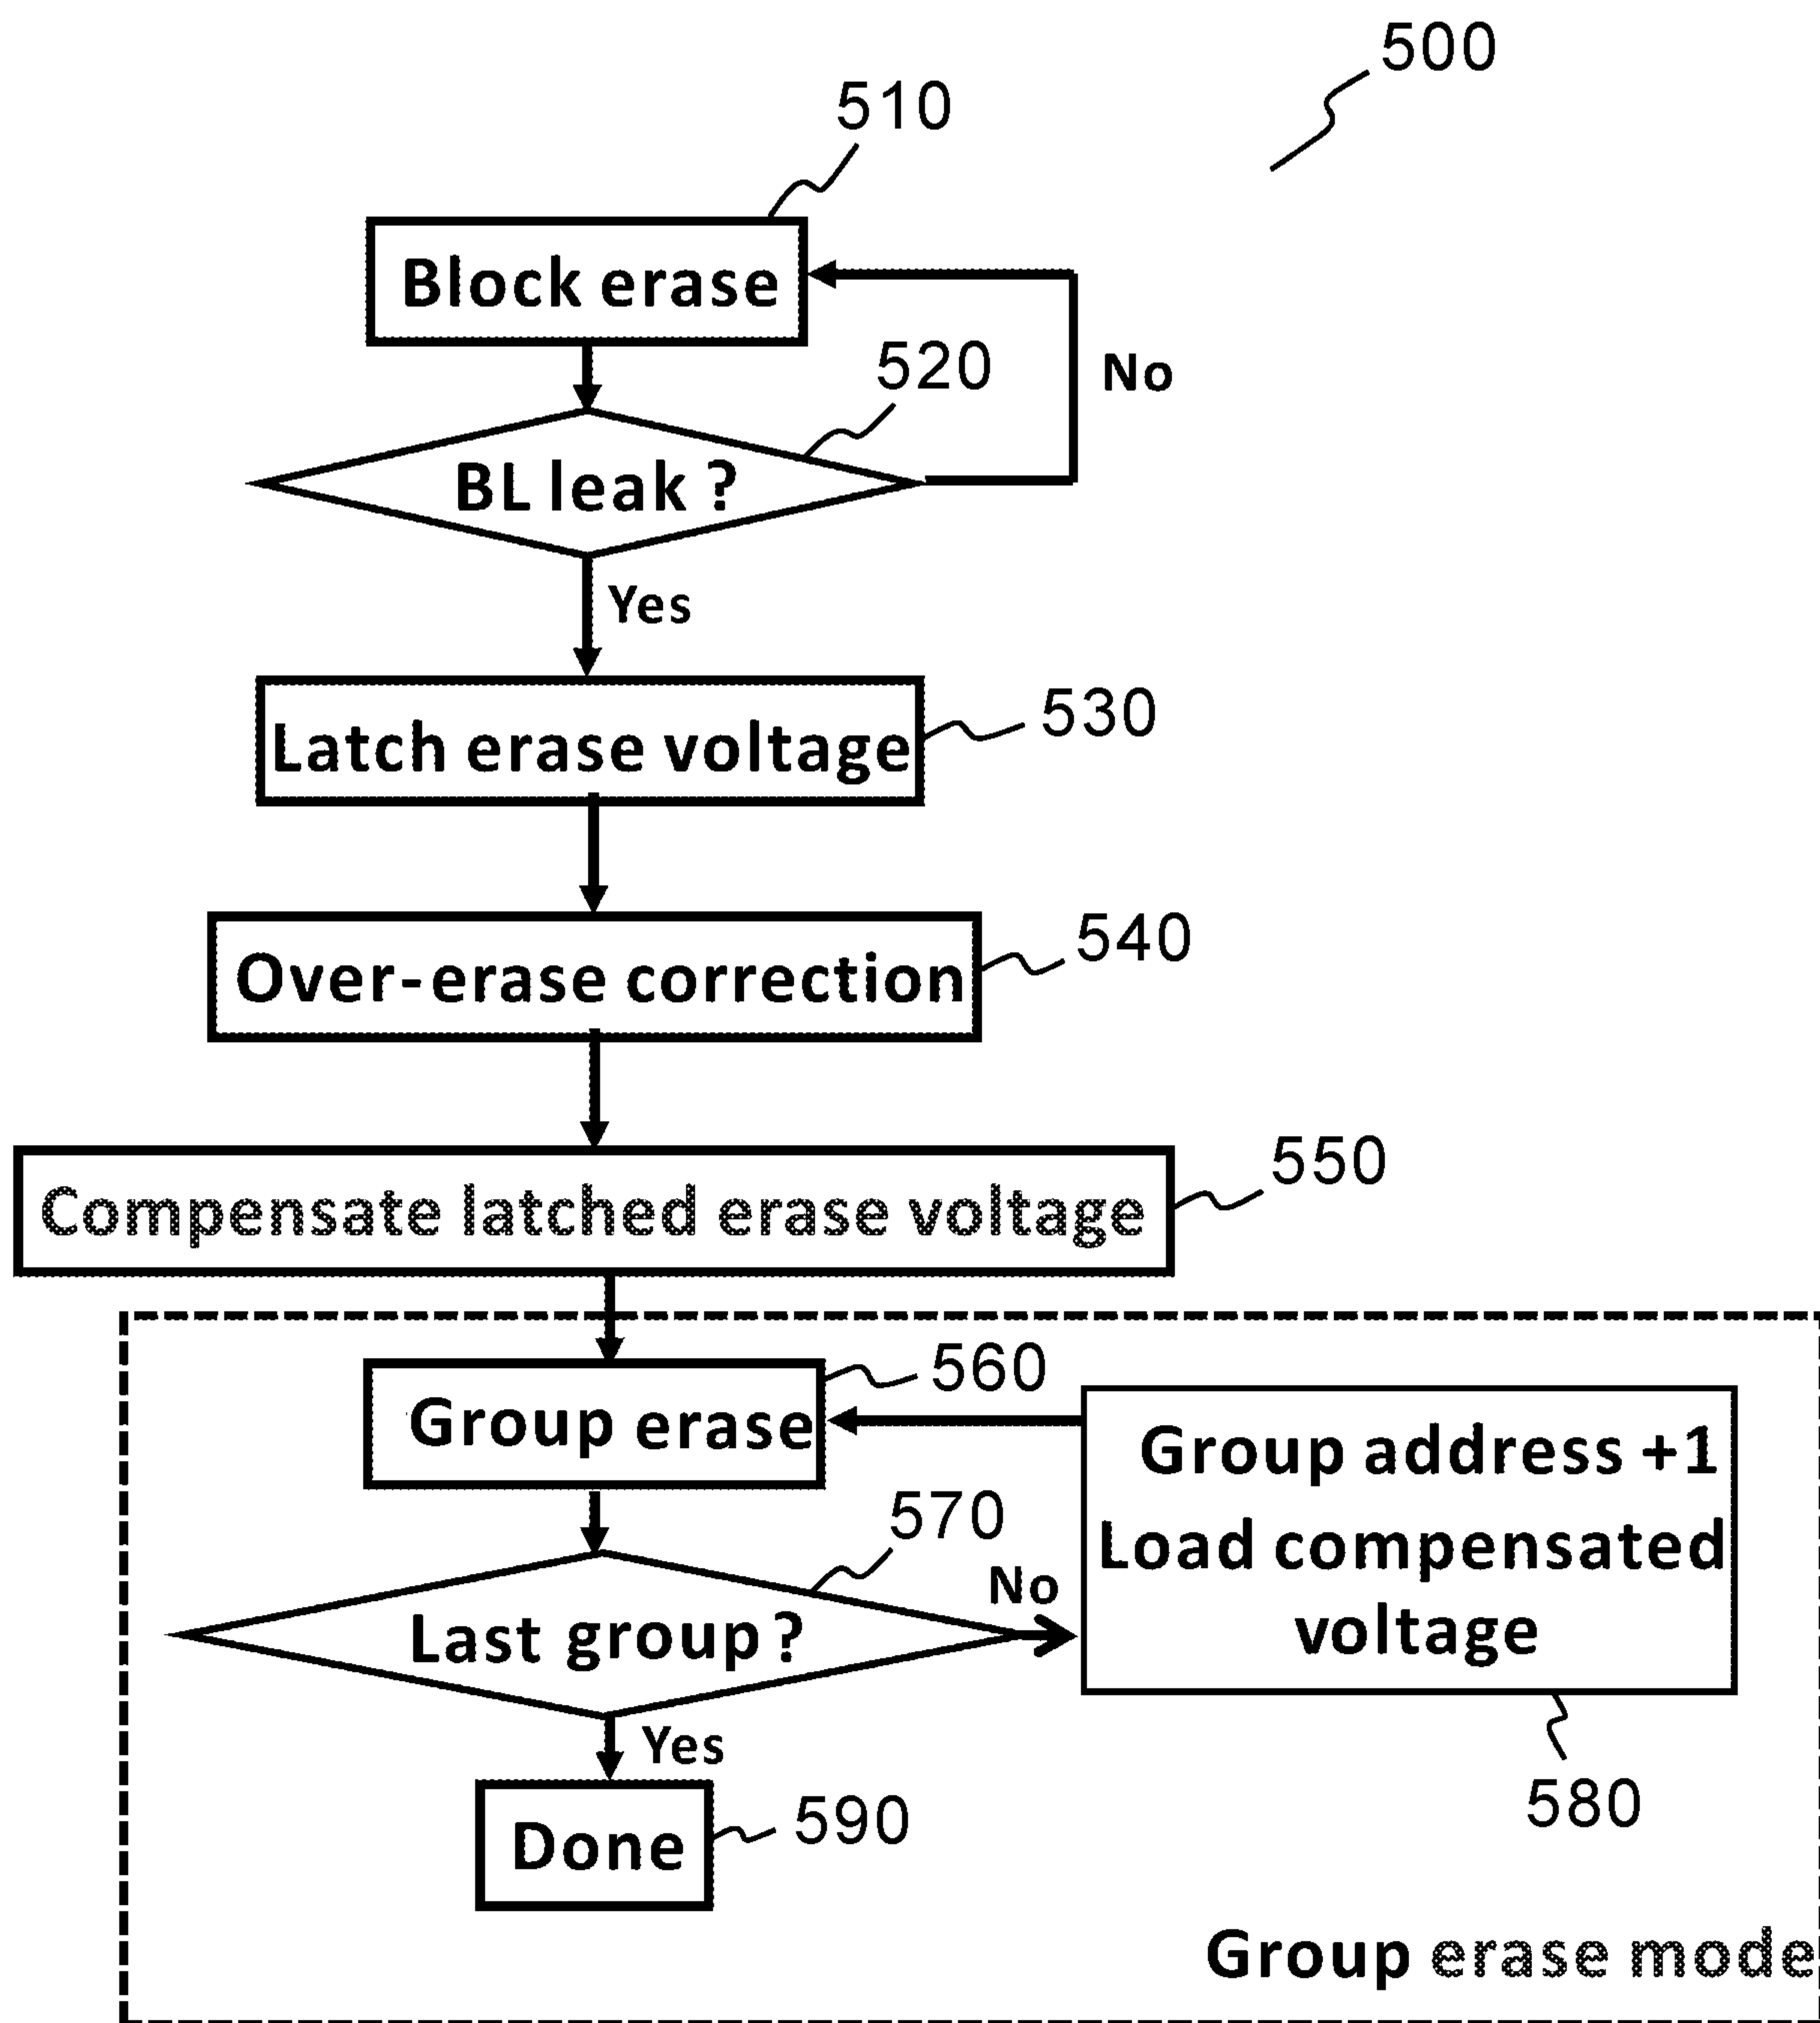 500
510
Block erase
520
No
BL leak ?
Yes
Latch erase voltage
530
Over-erase correction
540
Compensate latched erase voltage
550
Group erase
560
570
No
Last group ?
Group address +1
Load compensated
voltage
580
Yes
Done
590
Group erase mode